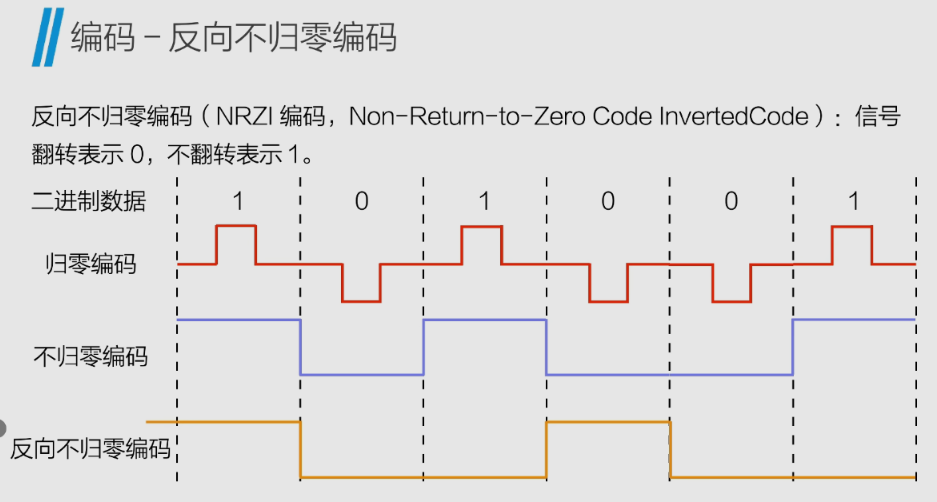 编码 – 反向不归零编码
反向不归零编码（NRZI 编码，Non-Return-to-Zero Code InvertedCode）：信号
翻转表示 0，不翻转表示 1。
二进制数据 1 0 1 0 0 1
归零编码
不归零编码
反向不归零编码